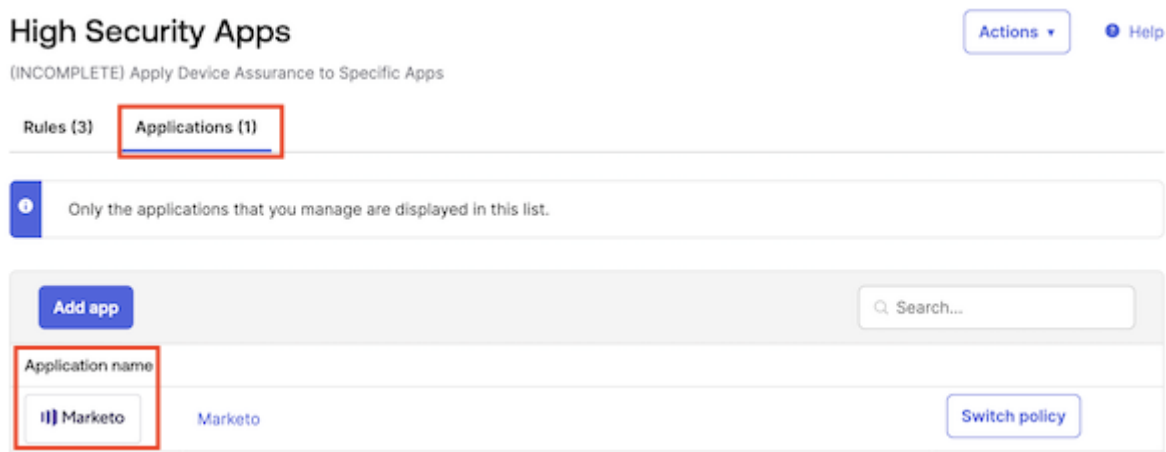 High Security Apps
Actions ▾
Help
(INCOMPLETE) Apply Device Assurance to Specific Apps
Rules (3)
Applications (1)
Only the applications that you manage are displayed in this list.
Add app
Search...
Application name
Marketo
Marketo
Switch policy